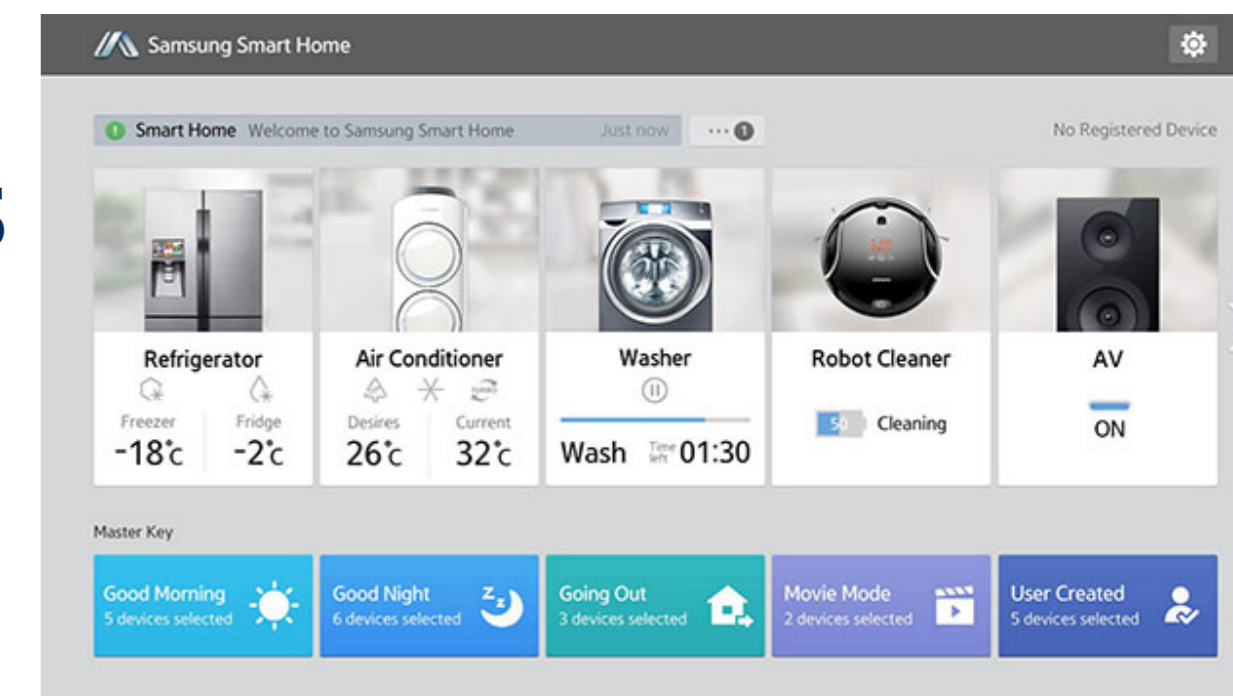 Samsung Smart Home
Smart Home Welcome to Samsung Smart Home Just now ... 1
No Registered Device
Refrigerator
Freezer Fridge
-18°c -2°c
Air Conditioner
TURBO
Desires Current
26°c 32°c
Washer
Wash Time left 01:30
Robot Cleaner
50 Cleaning
AV
ON
Master Key
Good Morning
5 devices selected
Good Night
6 devices selected
Going Out
3 devices selected
Movie Mode
2 devices selected
User Created
5 devices selected